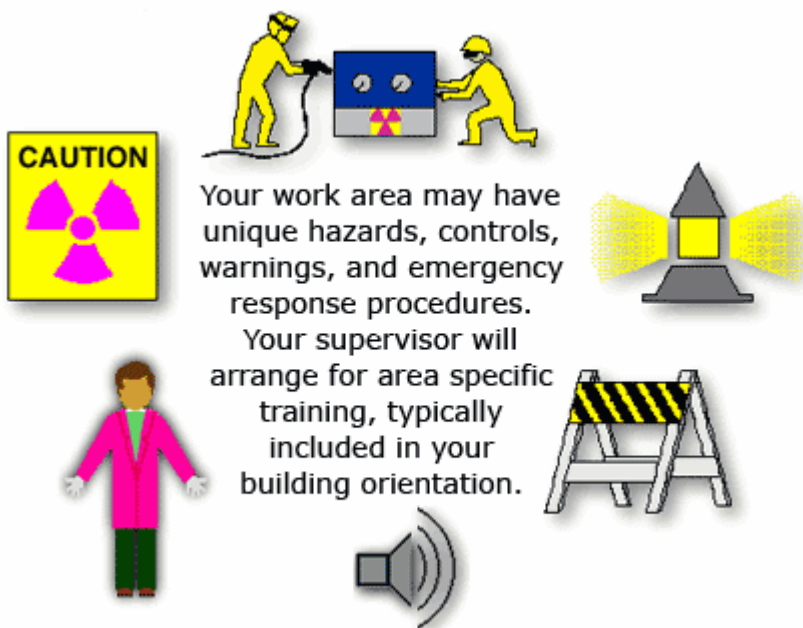 CAUTION
Your work area may have
unique hazards, controls,
warnings, and emergency
response procedures.
Your supervisor will
arrange for area specific
training, typically
included in your
building orientation.